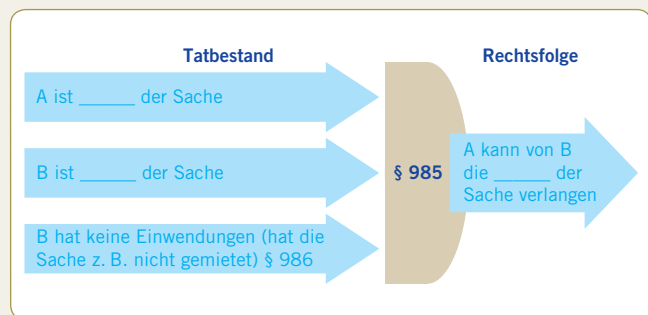 Tatbestand
Rechtsfolge
A ist ______ der Sache
B ist ______ der Sache
B hat keine Einwendungen (hat die
Sache z. B. nicht gemietet) § 986
§ 985
A kann von B
die ______ der
Sache verlangen